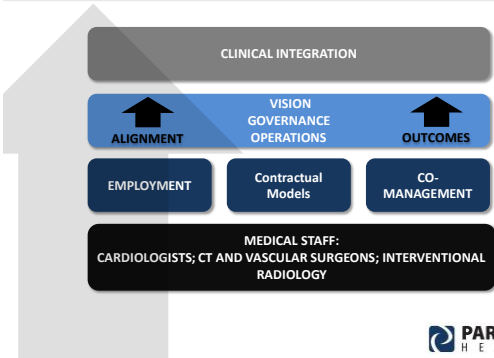 CLINICAL INTEGRATION
VISION
GOVERNANCE
OPERATIONS
ALIGNMENT
OUTCOMES
EMPLOYMENT
Contractual
Models
CO-
MANAGEMENT
MEDICAL STAFF:
CARDIOLOGISTS; CT AND VASCULAR SURGEONS; INTERVENTIONAL
RADIOLOGY
PAR
H E